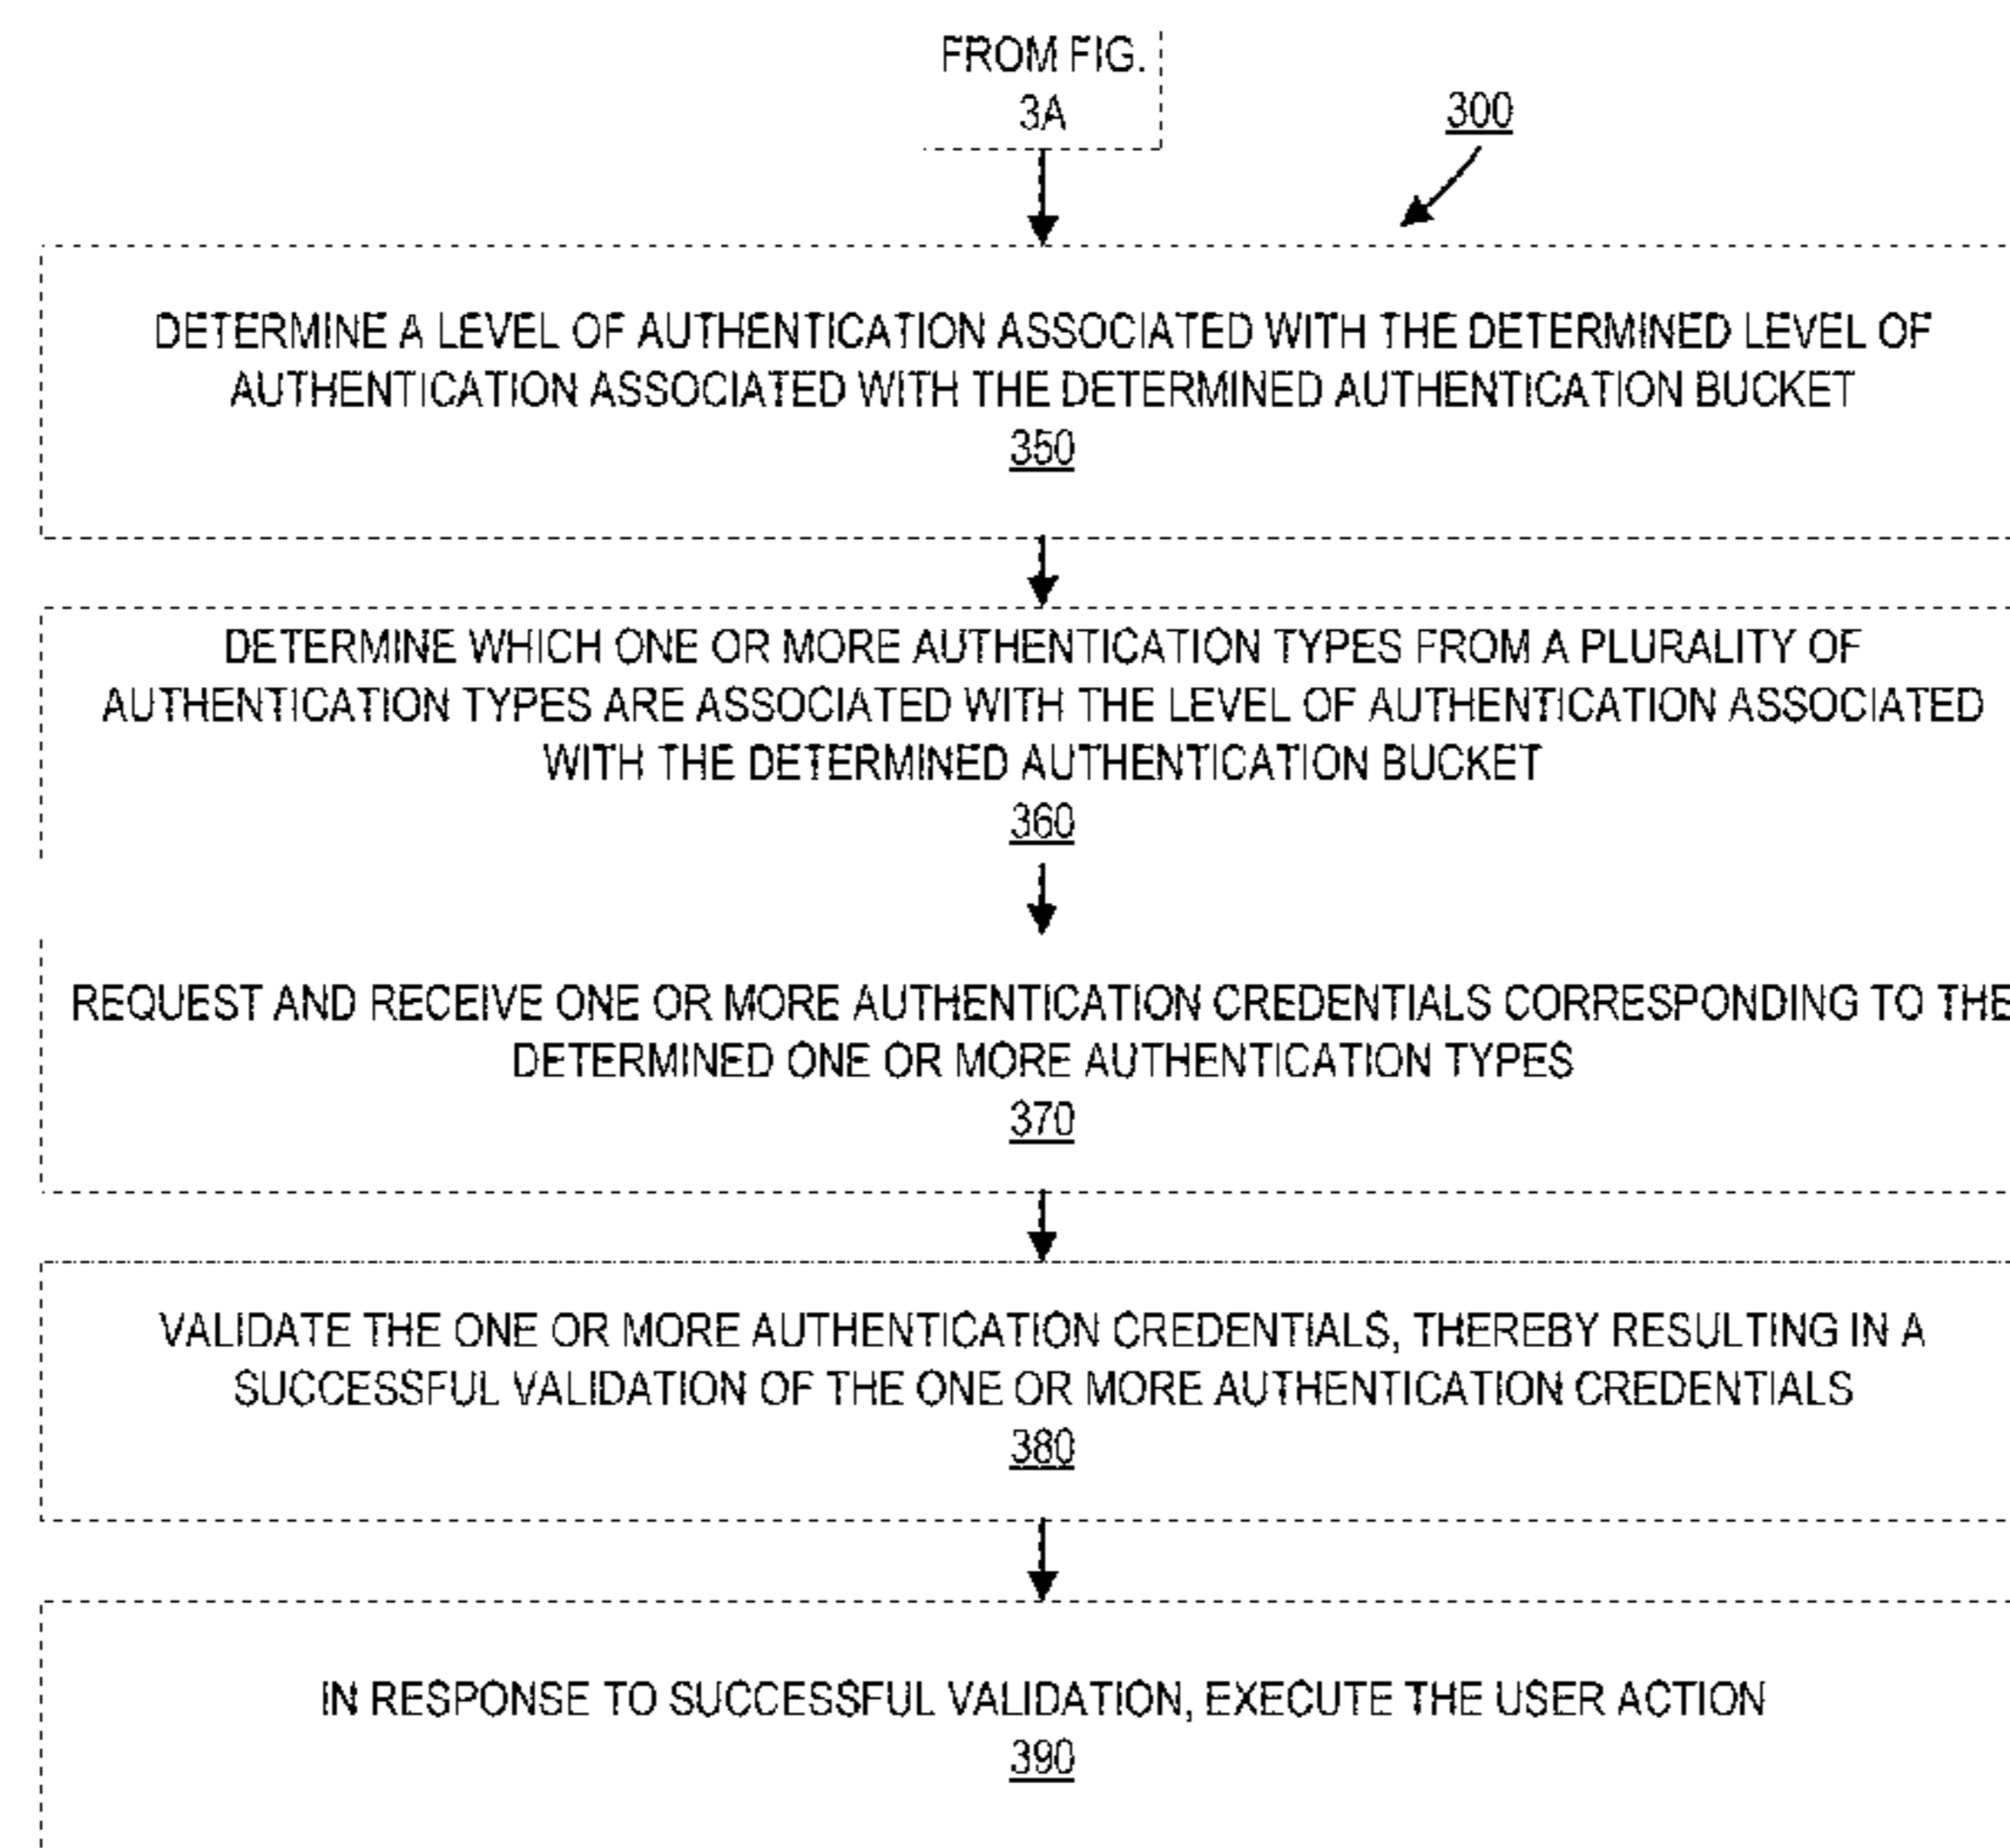 FROM FIG.
3A
300
DETERMINE A LEVEL OF AUTHENTICATION ASSOCIATED WITH THE DETERMINED LEVEL OF
AUTHENTICATION ASSOCIATED WITH THE DETERMINED AUTHENTICATION BUCKET
350
DETERMINE WHICH ONE OR MORE AUTHENTICATION TYPES FROM A PLURALITY OF
AUTHENTICATION TYPES ARE ASSOCIATED WITH THE LEVEL OF AUTHENTICATION ASSOCIATED
WITH THE DETERMINED AUTHENTICATION BUCKET
360
REQUEST AND RECEIVE ONE OR MORE AUTHENTICATION CREDENTIALS CORRESPONDING TO THE
DETERMINED ONE OR MORE AUTHENTICATION TYPES
370
VALIDATE THE ONE OR MORE AUTHENTICATION CREDENTIALS, THEREBY RESULTING IN A
SUCCESSFUL VALIDATION OF THE ONE OR MORE AUTHENTICATION CREDENTIALS
380
IN RESPONSE TO SUCCESSFUL VALIDATION, EXECUTE THE USER ACTION
390